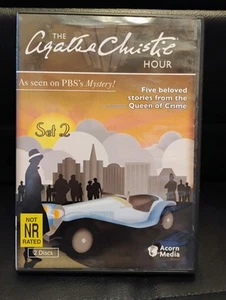 THE
Agatha Christie
HOUR
As seen on PBS's Mystery!
Five beloved
stories from the
Queen of Crime
Set 2
NOT
NR
RATED
2 Discs
Acorn
Media